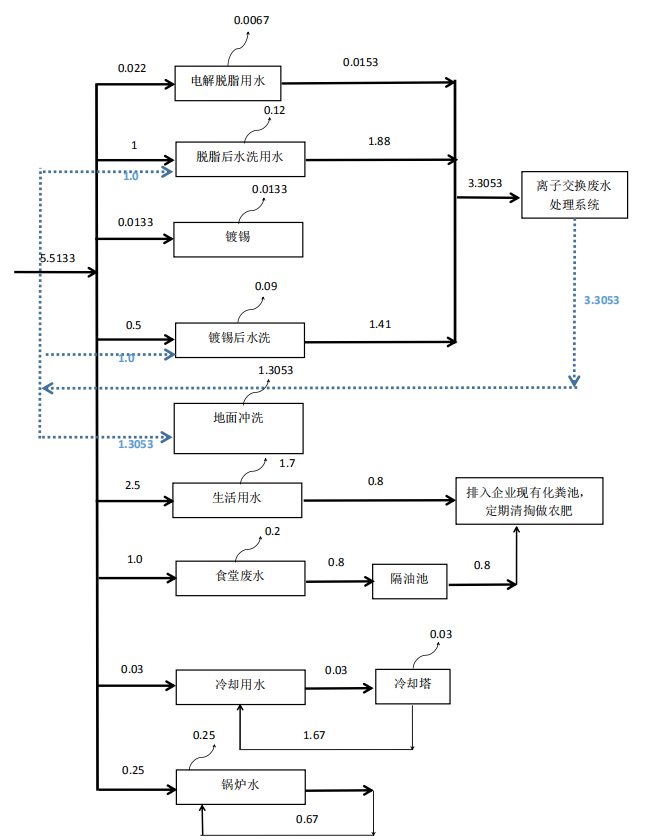 0.0067
0.022
电解脱脂用水
0.0153
0.12
1
脱脂后水洗用水
1.88
1.0
3.3053
离子交换废水
处理系统
0.0133
0.0133
镀锡
5.5133
0.09
3.3053
0.5
镀锡后水洗
1.41
1.0
1.3053
地面冲洗
1.3053
1.7
2.5
生活用水
0.8
排入企业现有化粪池，
定期清掏做农肥
0.2
1.0
食堂废水
0.8
隔油池
0.8
0.03
0.03
冷却用水
0.03
冷却塔
1.67
0.25
0.25
锅炉水
0.67